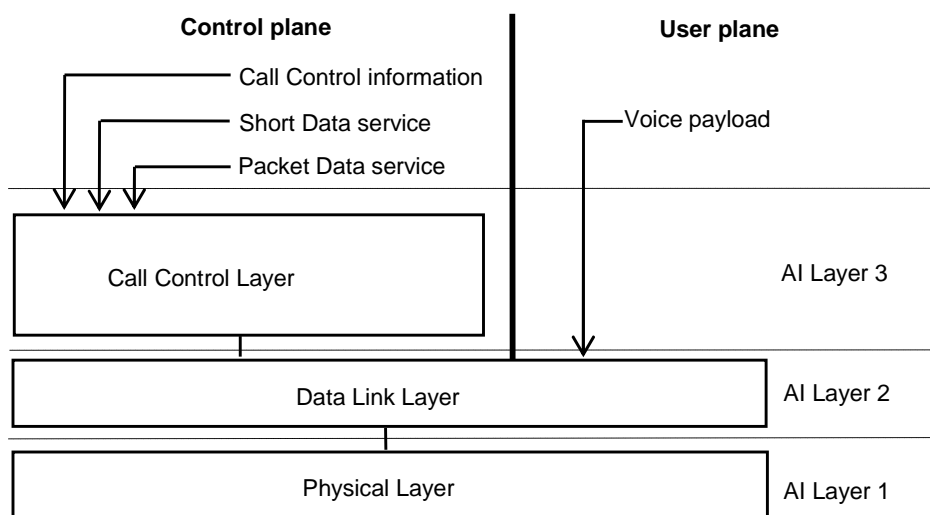 Control plane
User plane
Call Control information
Short Data service
Voice payload
Packet Data service
Call Control Layer
AI Layer 3
Data Link Layer
AI Layer 2
Physical Layer
AI Layer 1